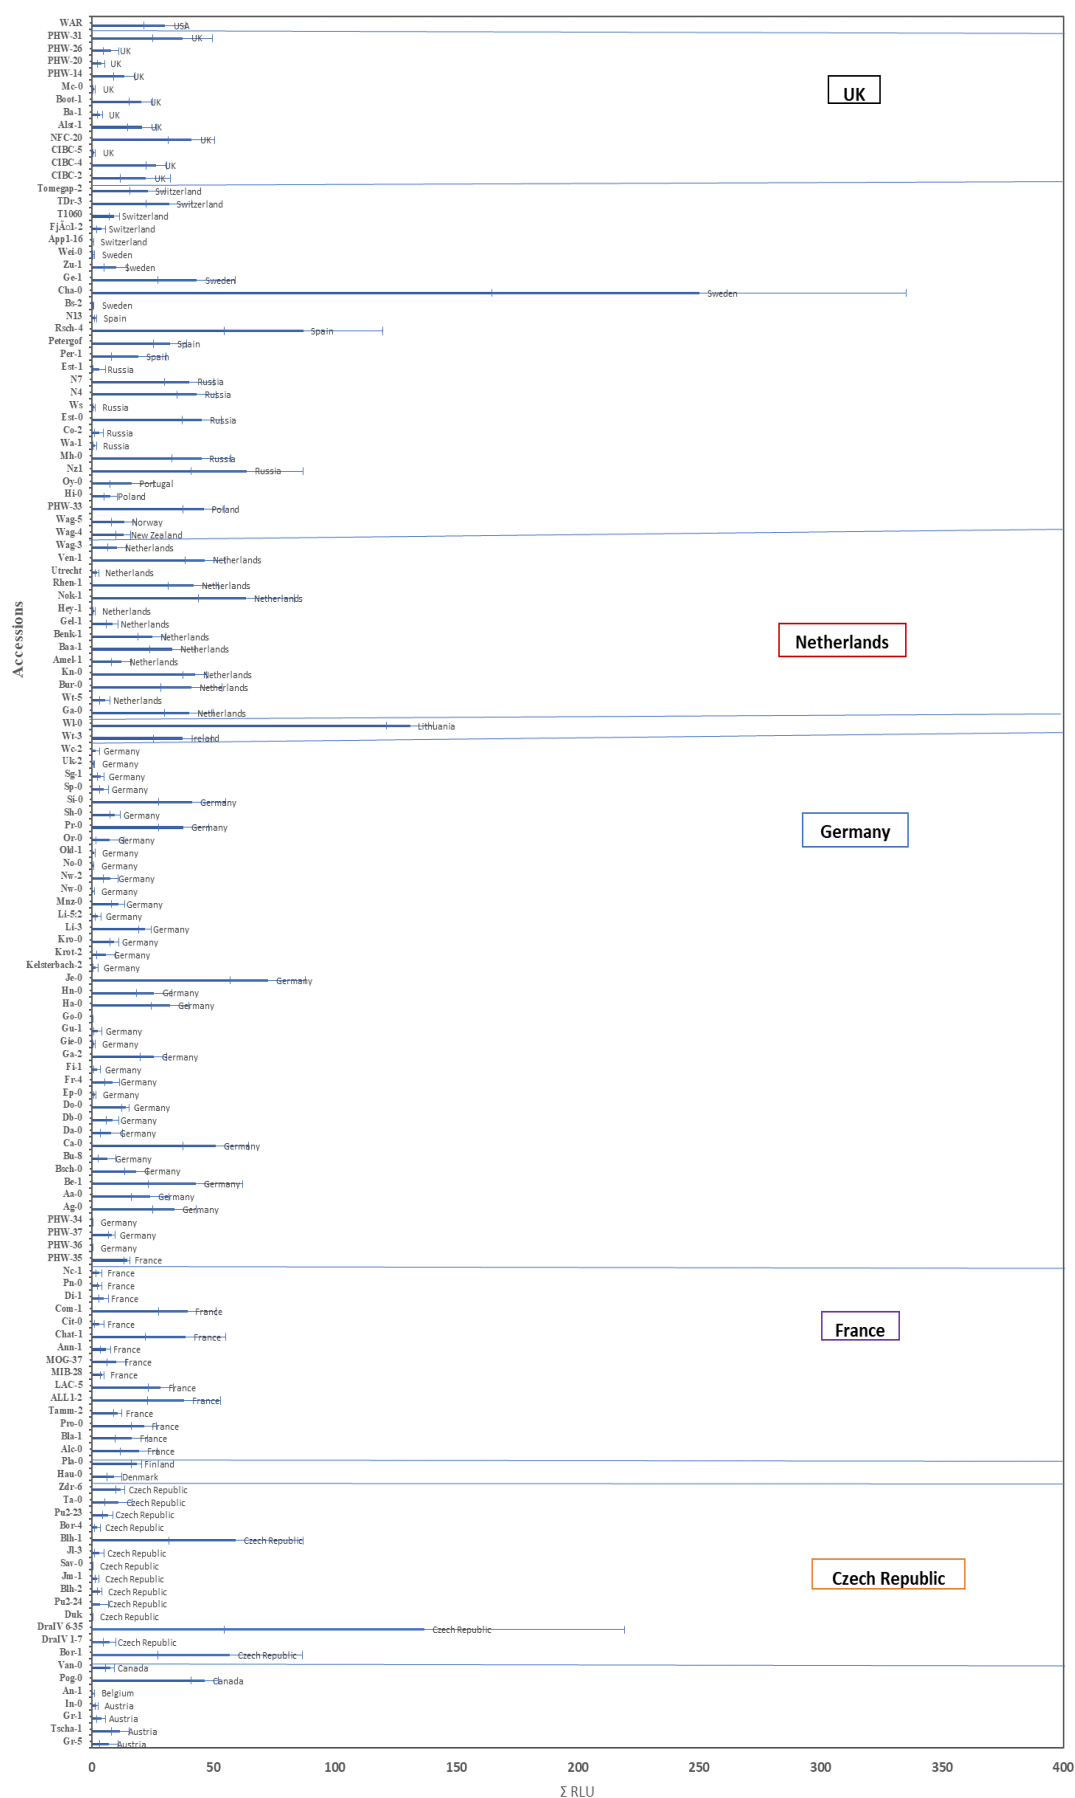 WAR USA
PHW-31 UK
PHW-26 UK
PHW-20 UK
PHW-14 UK
Mc-0 UK
UK
Boot-1 UK
Ba-1 UK
Alst-1 UK
NFC-20 UK
CIBC-5 UK
CIBC-4 UK
CIBC-2 UK
Tomegap-2 Switzerland
TDr-3 Switzerland
T1060 Switzerland
FjÃ¤1-2 Switzerland
App1-16 Switzerland
Wei-0 Sweden
Zu-1 Sweden
Ge-1 Sweden
Cha-0 Sweden
Bs-2 Sweden
N13 Spain
Rsch-4 Spain
Petergof Spain
Per-1 Spain
Est-1 Russia
N7 Russia
N4 Russia
Ws Russia
Est-0 Russia
Co-2 Russia
Wa-1 Russia
Mh-0 Russia
Nz1 Russia
Oy-0 Portugal
Hi-0 Poland
PHW-33 Poland
Wag-5 Norway
Wag-4 New Zealand
Wag-3 Netherlands
Ven-1 Netherlands
Utrecht Netherlands
Rhen-1 Netherlands
Nok-1 Netherlands
Hey-1 Netherlands
Gel-1 Netherlands
Benk-1 Netherlands
Baa-1 Netherlands
Netherlands
Amel-1 Netherlands
Kn-0 Netherlands
Bur-0 Netherlands
Wt-5 Netherlands
Ga-0 Netherlands
Wl-0 Lithuania
Wt-3 Ireland
Wc-2 Germany
Uk-2 Germany
Sg-1 Germany
Sp-0 Germany
Si-0 Germany
Sh-0 Germany
Pr-0 Germany
Germany
Or-0 Germany
Old-1 Germany
No-0 Germany
Nw-2 Germany
Nw-0 Germany
Mnz-0 Germany
Li-5:2 Germany
Li-3 Germany
Kro-0 Germany
Krot-2 Germany
Kelsterbach-2 Germany
Je-0 Germany
Hn-0 Germany
Ha-0 Germany
Go-0
Gu-1 Germany
Gie-0 Germany
Ga-2 Germany
Fi-1 Germany
Fr-4 Germany
Ep-0 Germany
Do-0 Germany
Db-0 Germany
Da-0 Germany
Ca-0 Germany
Bu-8 Germany
Bsch-0 Germany
Be-1 Germany
Aa-0 Germany
Ag-0 Germany
PHW-34 Germany
PHW-37 Germany
PHW-36 Germany
PHW-35 France
Nc-1 France
Pn-0 France
Di-1 France
Com-1 France
France
Cit-0 France
Chat-1 France
Ann-1 France
MOG-37 France
MIB-28 France
LAC-5 France
ALL1-2 France
Tamm-2 France
Pro-0 France
Bla-1 France
Alc-0 France
Pla-0 Finland
Hau-0 Denmark
Zdr-6 Czech Republic
Ta-0 Czech Republic
Pu2-23 Czech Republic
Bor-4 Czech Republic
Blh-1 Czech Republic
Jl-3 Czech Republic
Sav-0 Czech Republic
Jm-1 Czech Republic
Czech Republic
Blh-2 Czech Republic
Pu2-24 Czech Republic
Duk Czech Republic
DraIV 6-35 Czech Republic
DraIV 1-7 Czech Republic
Bor-1 Czech Republic
Van-0 Canada
Pog-0 Canada
An-1 Belgium
In-0 Austria
Gr-1 Austria
Tscha-1 Austria
Gr-5 Austria
Accessions
0 50 100 150 200 250 300 350 400
Σ RLU